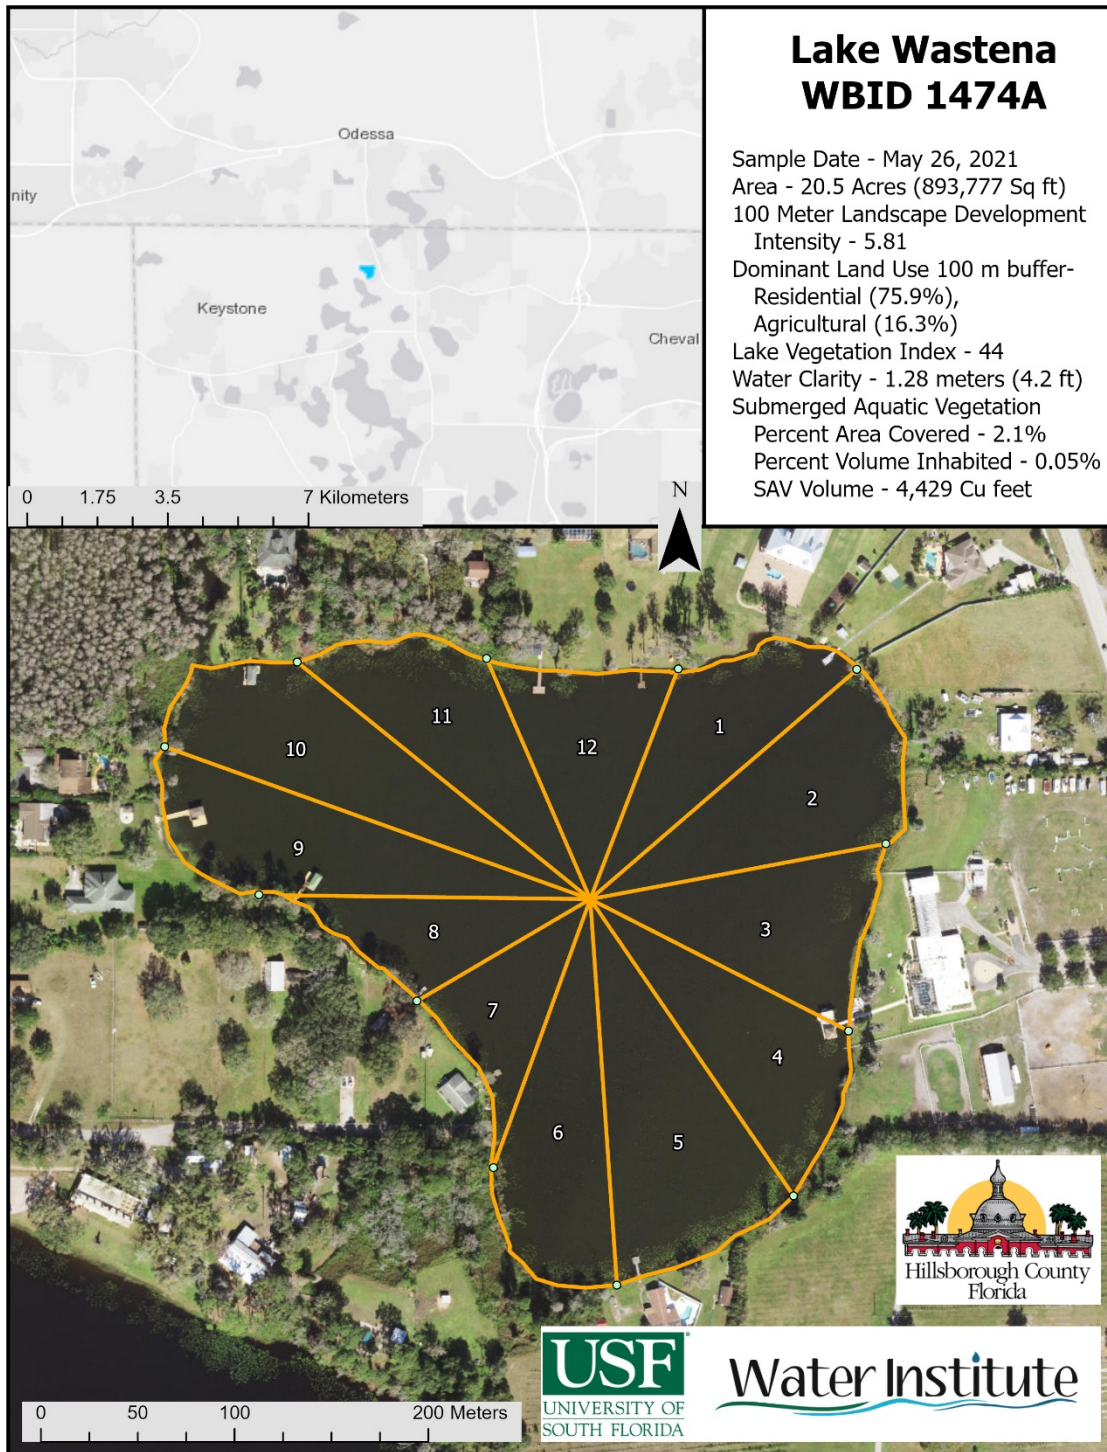 Lake Wastena
WBID 1474A
Sample Date - May 26, 2021
Area - 20.5 Acres (893,777 Sq ft)
100 Meter Landscape Development
Intensity - 5.81
Dominant Land Use 100 m buffer-
Residential (75.9%),
Agricultural (16.3%)
Lake Vegetation Index - 44
Water Clarity - 1.28 meters (4.2 ft)
Submerged Aquatic Vegetation
Percent Area Covered - 2.1%
Percent Volume Inhabited - 0.05%
SAV Volume - 4,429 Cu feet
Odessa
nity
Keystone
Cheval
0 1.75 3.5 7 Kilometers
N
11
1
12
10
2
9
3
8
7
4
6
5
Hillsborough County
Florida
USF
UNIVERSITY OF
SOUTH FLORIDA
Water Institute
0 50 100 200 Meters